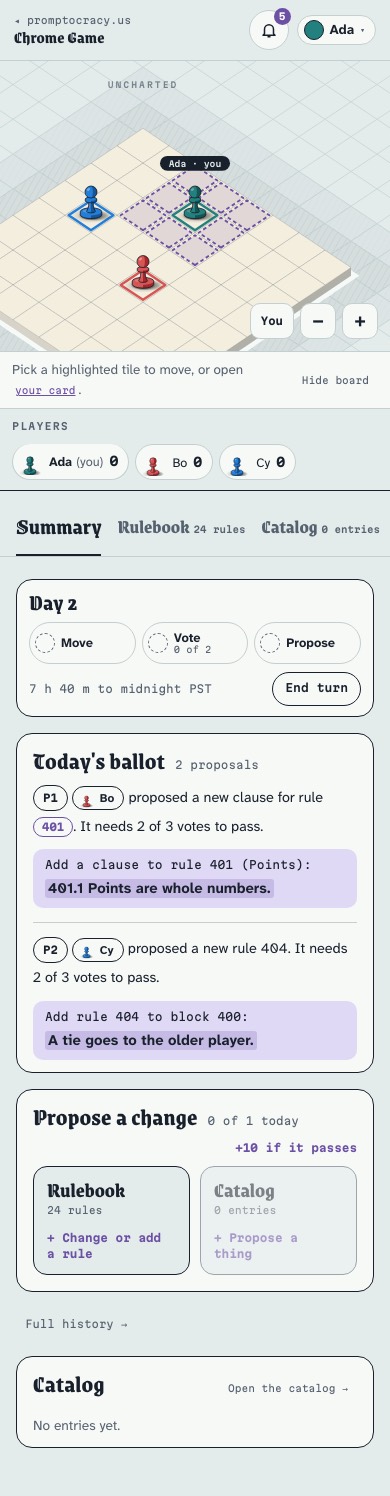 ◂ promptocracy.us
Chrome Game
5
Ada ▾
UNCHARTED
Ada · you
You − +
Pick a highlighted tile to move, or open
your card.
Hide board
PLAYERS
Ada (you) 0
Bo 0
Cy 0
Summary Rulebook 24 rules Catalog 0 entries
Day 2
Move
Vote
0 of 2
Propose
7 h 40 m to midnight PST
End turn
Today's ballot 2 proposals
P1 Bo proposed a new clause for rule
401. It needs 2 of 3 votes to pass.
Add a clause to rule 401 (Points):
401.1 Points are whole numbers.
P2 Cy proposed a new rule 404. It needs
2 of 3 votes to pass.
Add rule 404 to block 400:
A tie goes to the older player.
Propose a change 0 of 1 today
+10 if it passes
Rulebook
24 rules
+ Change or add
a rule
Catalog
0 entries
+ Propose a
thing
Full history →
Catalog
Open the catalog →
No entries yet.